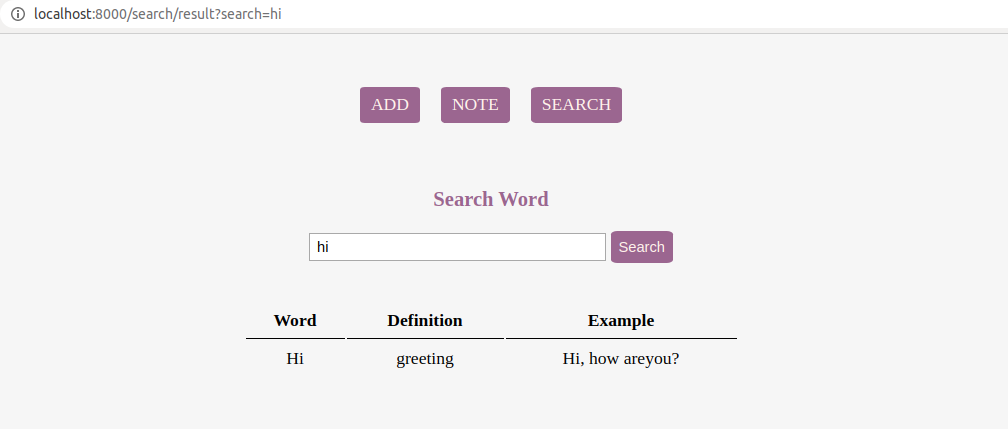 localhost:8000/search/result?search=hi
ADD NOTE SEARCH
Search Word
hi Search
Word Definition Example
Hi greeting Hi, how areyou?